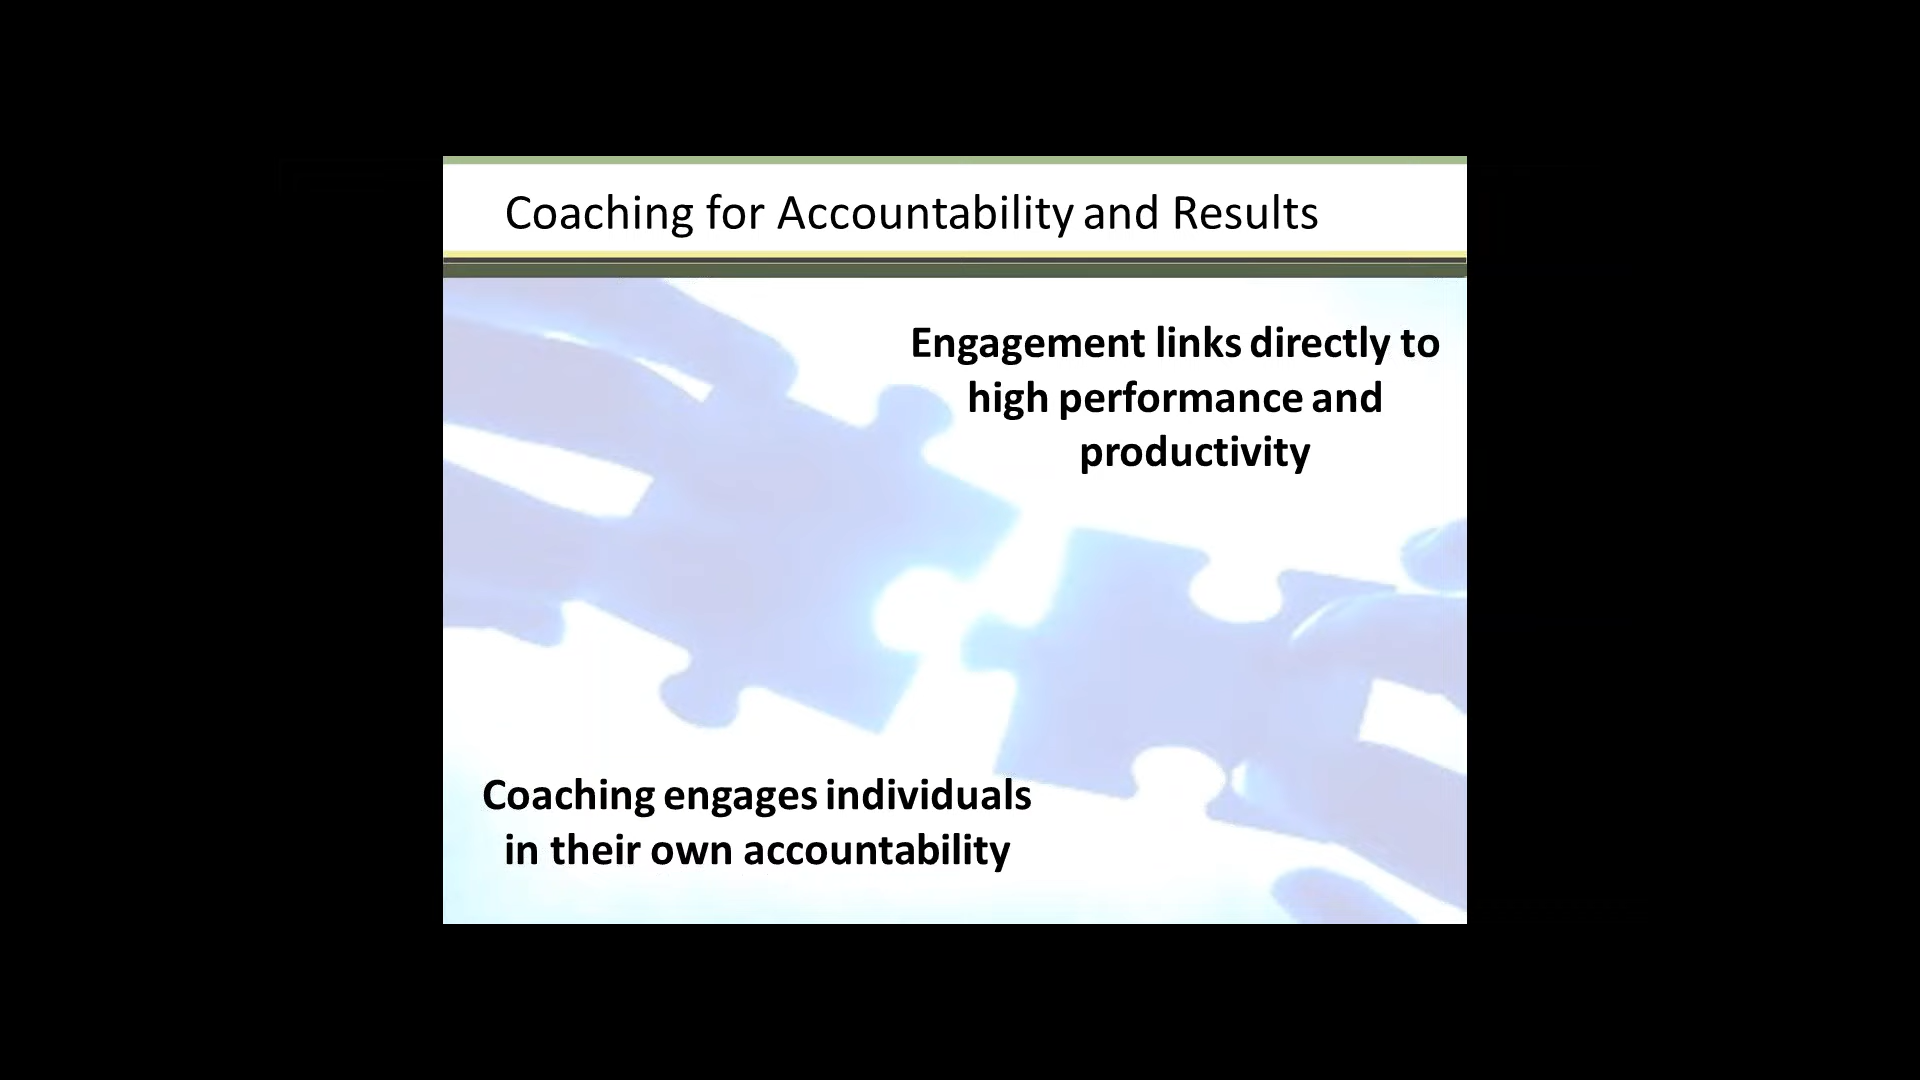 Coaching for Accountability and Results
Engagement links directly to
high performance and
productivity
Coaching engages individuals
in their own accountability